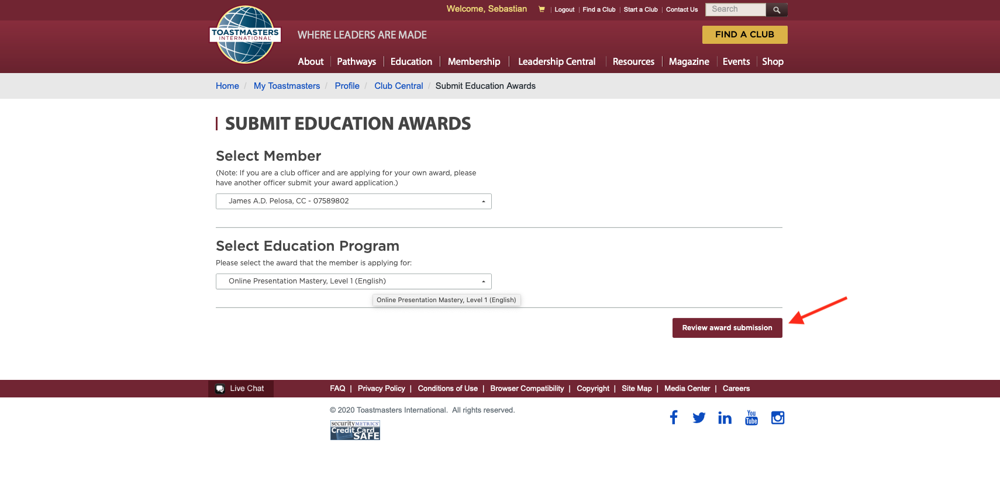 Welcome, Sebastian
Logout | Find a Club | Start a Club | Contact Us
Search
TOASTMASTERS
INTERNATIONAL
WHERE LEADERS ARE MADE
FIND A CLUB
About Pathways Education Membership Leadership Central Resources Magazine Events Shop
Home / My Toastmasters / Profile / Club Central / Submit Education Awards
SUBMIT EDUCATION AWARDS
Select Member
(Note: If you are a club officer and are applying for your own award, please
have another officer submit your award application.)
James A.D. Pelosa, CC - 07589802
Select Education Program
Please select the award that the member is applying for:
Online Presentation Mastery, Level 1 (English)
Online Presentation Mastery, Level 1 (English)
Review award submission
Live Chat
FAQ | Privacy Policy | Conditions of Use | Browser Compatibility | Copyright | Site Map | Media Center | Careers
© 2020 Toastmasters International. All rights reserved.
securityMETRICS
Credit Card
SAFE
You
Tube